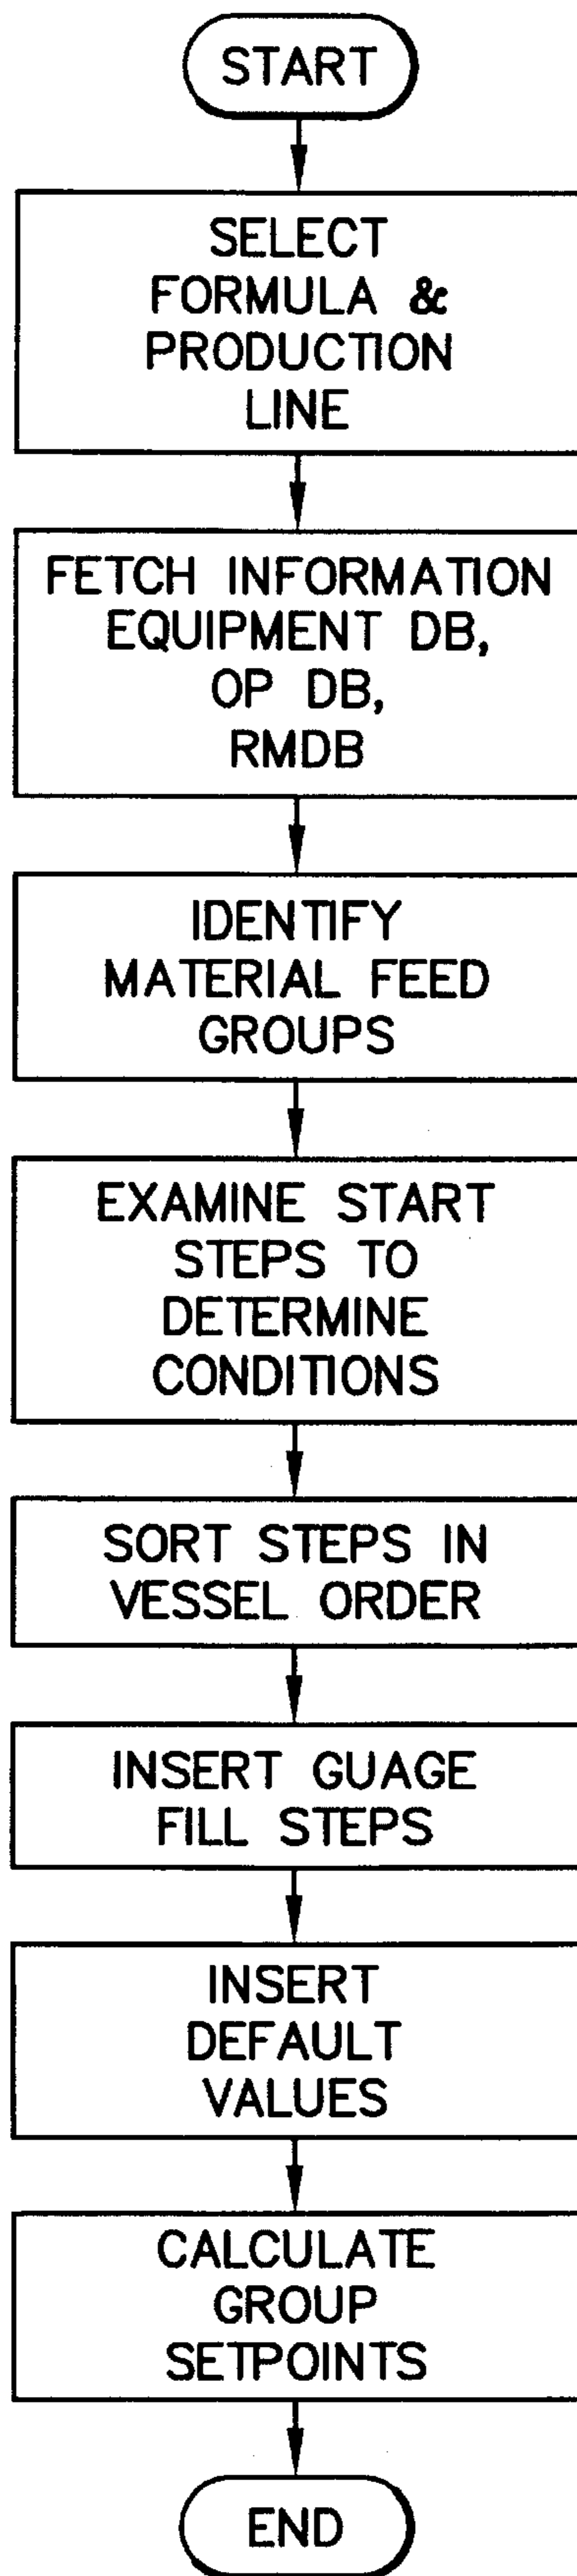 START
SELECT
FORMULA &
PRODUCTION
LINE
FETCH INFORMATION
EQUIPMENT DB,
OP DB,
RMDB
IDENTIFY
MATERIAL FEED
GROUPS
EXAMINE START
STEPS TO
DETERMINE
CONDITIONS
SORT STEPS IN
VESSEL ORDER
INSERT GUAGE
FILL STEPS
INSERT
DEFAULT
VALUES
CALCULATE
GROUP
SETPOINTS
END